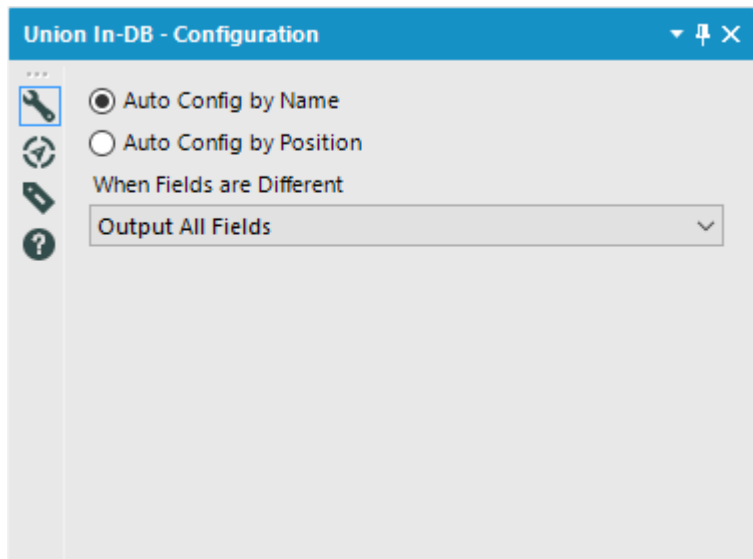 Union In-DB - Configuration
Auto Config by Name
Auto Config by Position
When Fields are Different
Output All Fields
?